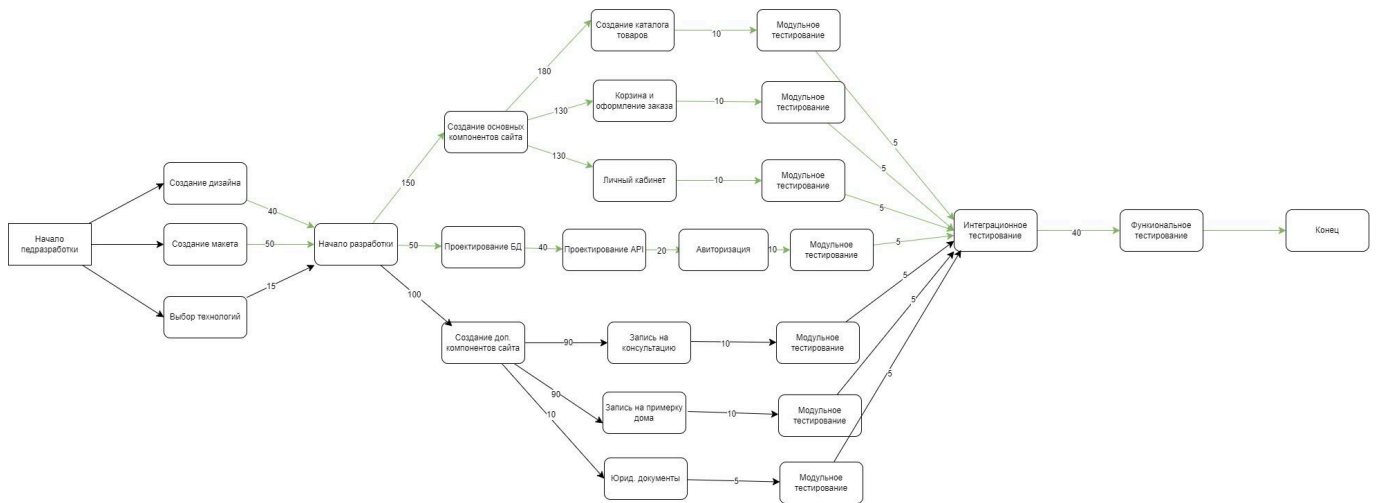 Создание каталога
товаров
10
Модульное
тестирование
180
Корзина и
оформление заказа
130
10
Модульное
тестирование
5
Создание основных
компонентов сайта
130
5
Создание дизайна
150
Личный кабинет
10
Модульное
тестирование
5
40
Начало
педразработки
Создание макета
50
Начало разработки
50
Проектирование БД
40
Проектирование API
20
Авиторизация
10
Модульное
тестирование
5
Интеграционное
тестирование
40
Функиональное
тестирование
Конец
Выбор технологий
15
100
5
Создание доп.
компонентов сайта
90
Запись на
консультацию
10
Модульное
тестирование
5
90
Запись на примерку
дома
10
Модульное
тестирование
5
10
Юрид. документы
5
Модульное
тестирование